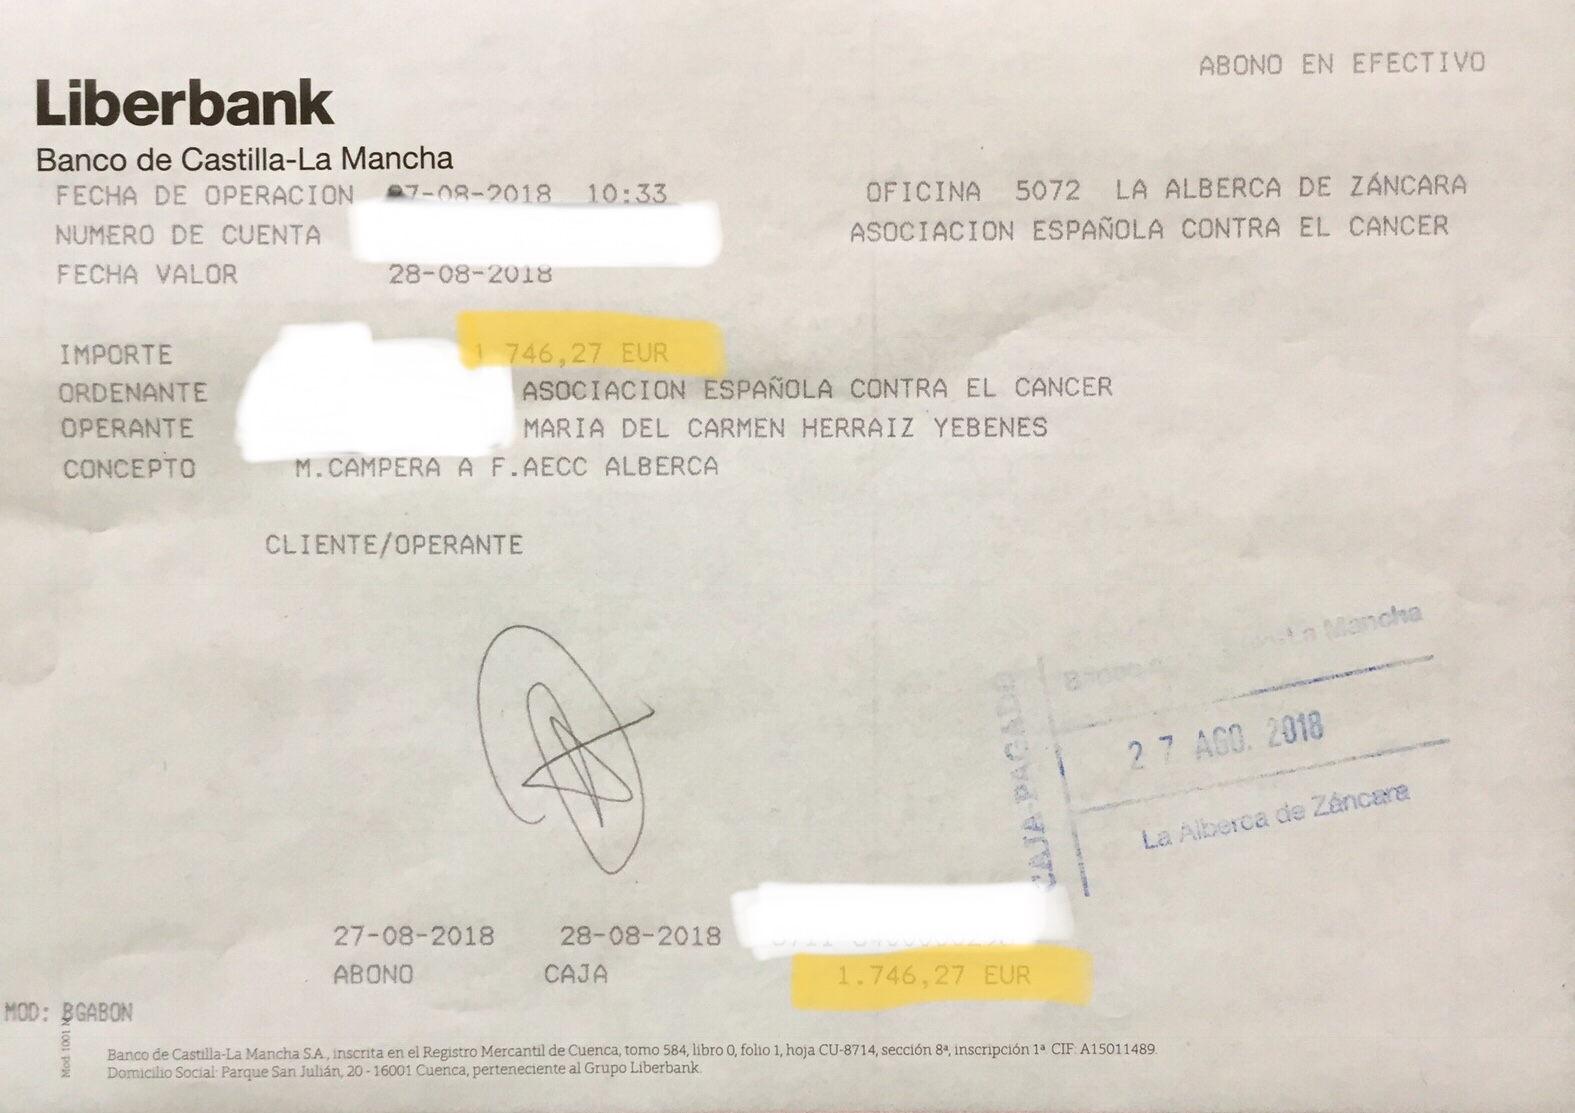 ABONO EN EFECTIVO
Liberbank
Banco de Castilla-La Mancha
FECHA DE OPERACION 27-08-2018 10:33 OFICINA 5072 LA ALBERCA DE ZÁNCARA
NUMERO DE CUENTA ASOCIACION ESPAÑOLA CONTRA EL CANCER
FECHA VALOR 28-08-2018
IMPORTE 1 746,27 EUR
ORDENANTE ASOCIACION ESPAÑOLA CONTRA EL CANCER
OPERANTE MARIA DEL CARMEN HERRAIZ YEBENES
CONCEPTO M.CAMPERA A F.AECC ALBERCA
CLIENTE/OPERANTE
La Mancha
CAJA-PAGADO
27 AGO. 2018
La Alberca de Záncara
27-08-2018 28-08-2018
ABONO CAJA 1.746,27 EUR
MOD: BGABON
Mod 1001
Banco de Castilla-La Mancha S.A., inscrita en el Registro Mercantil de Cuenca, tomo 584, libro 0, folio 1, hoja CU-8714, sección 8ª, inscripción 1ª CIF: A15011489.
Domicilio Social: Parque San Julián, 20 - 16001 Cuenca, perteneciente al Grupo Liberbank.